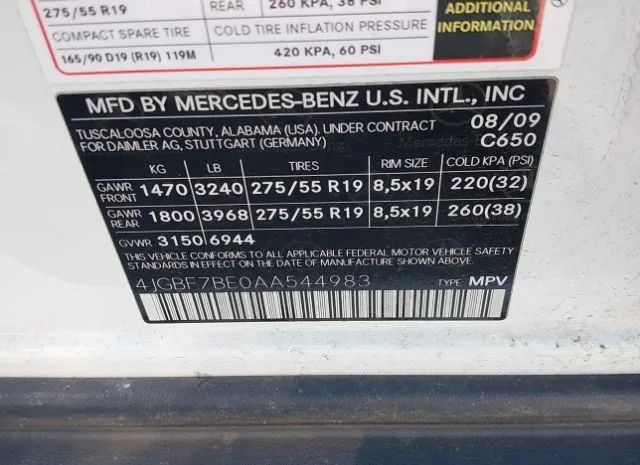 275/55 R19 REAR 260 KPA, 38 PSI
ADDITIONAL
INFORMATION
COMPACT SPARE TIRE COLD TIRE INFLATION PRESSURE
165/90 D19 (R19) 119M 420 KPA, 60 PSI
MFD BY MERCEDES-BENZ U.S. INTL., INC
TUSCALOOSA COUNTY, ALABAMA (USA). UNDER CONTRACT 08/09
FOR DAIMLER AG, STUTTGART (GERMANY) C650
KG LB TIRES RIM SIZE COLD KPA (PSI)
GAWR FRONT 1470 3240 275/55 R19 8,5x19 220(32)
GAWR REAR 1800 3968 275/55 R19 8,5x19 260(38)
GVWR 3150 6944
THIS VEHICLE CONFORMS TO ALL APPLICABLE FEDERAL MOTOR VEHICLE SAFETY
STANDARDS IN EFFECT ON THE DATE OF MANUFACTURE SHOWN ABOVE.
4JGBF7BE0AA544983 TYPE: MPV